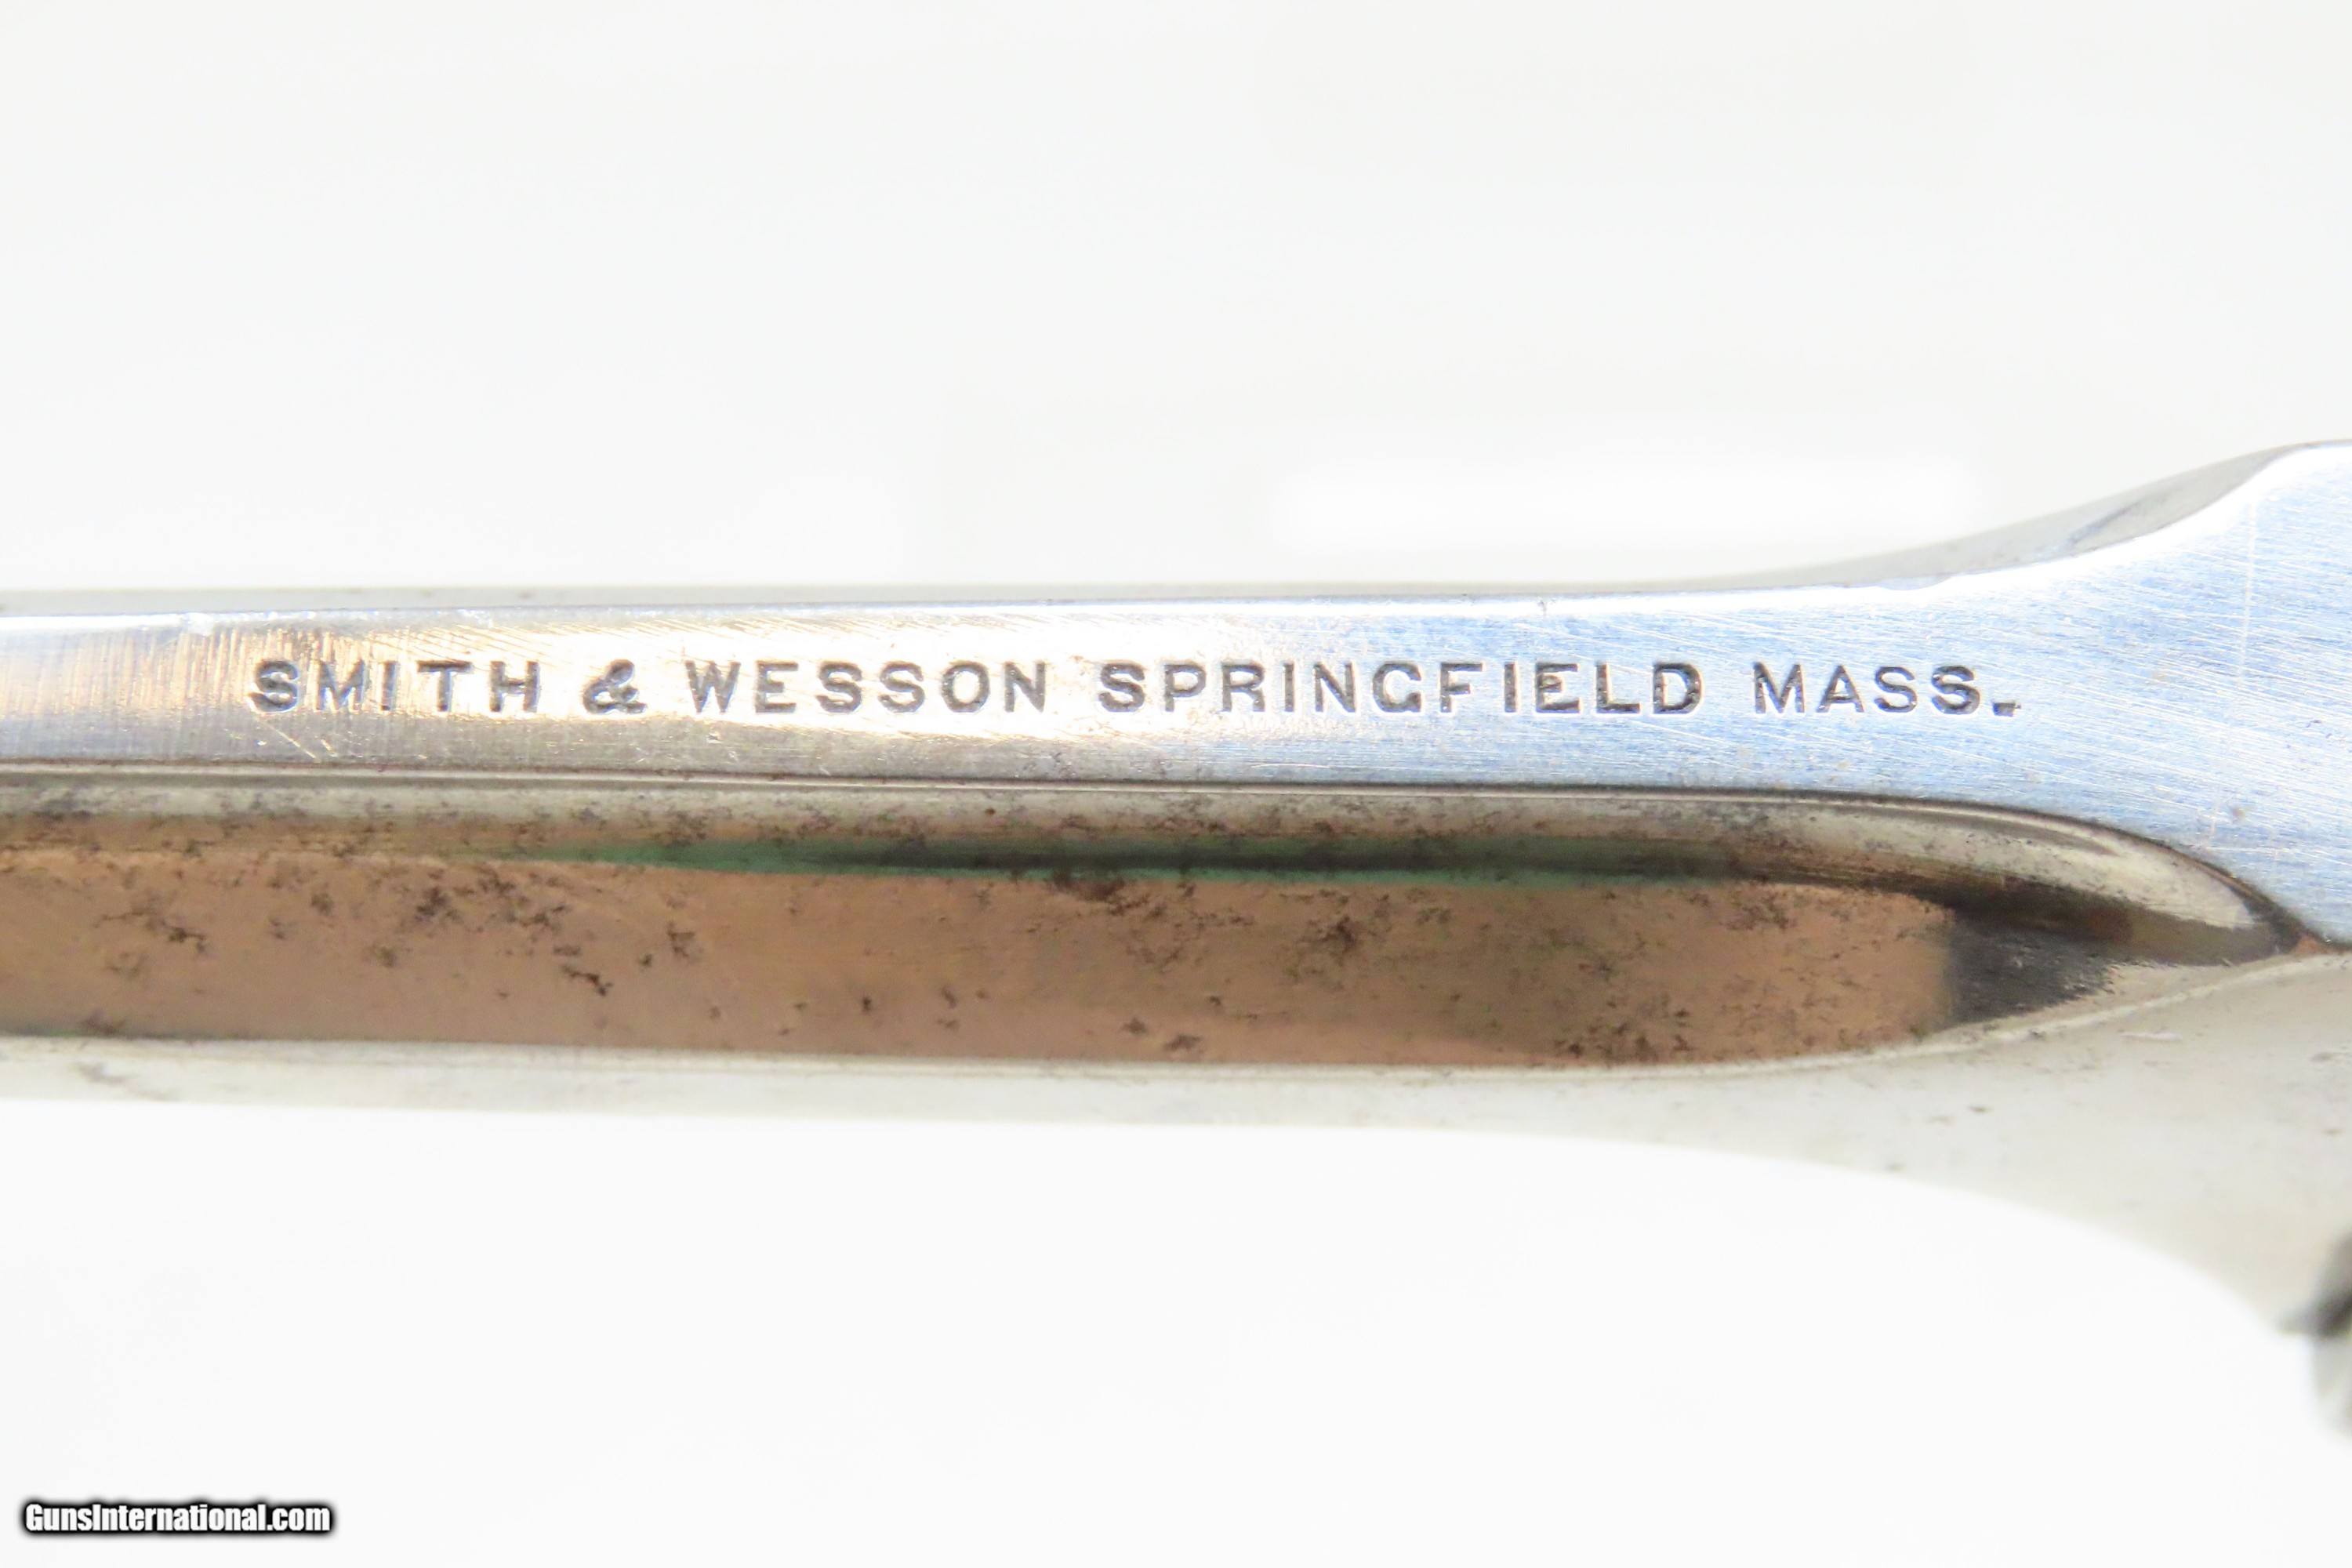 SMITH & WESSON SPRINGFIELD MASS.
GunsInternational.com